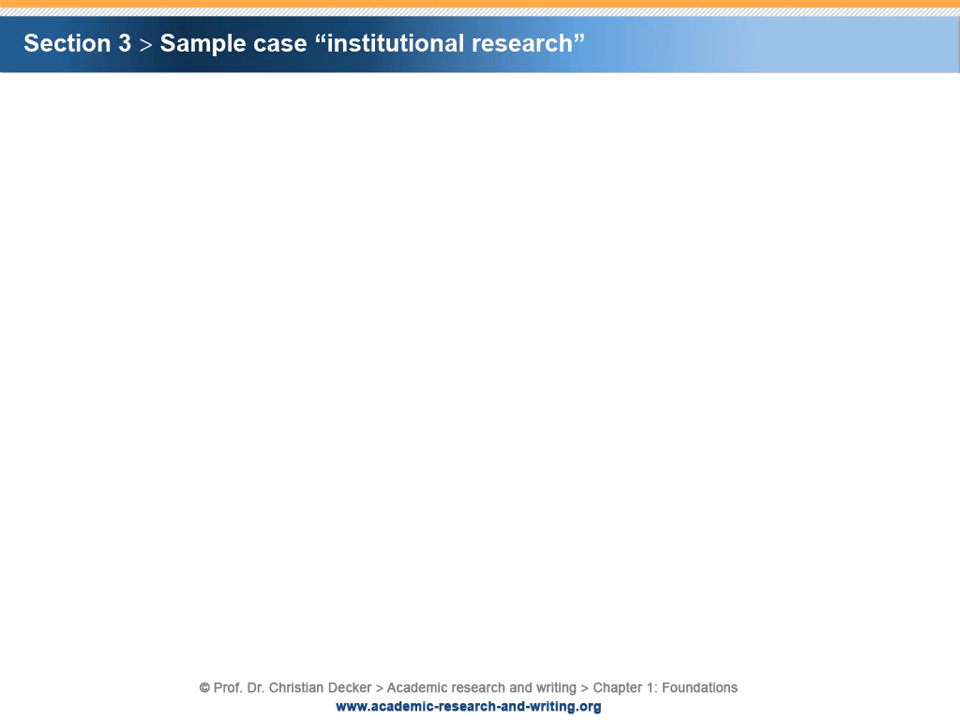 Section 3 > Sample case “institutional research”
© Prof. Dr. Christian Decker > Academic research and writing > Chapter 1: Foundations
www.academic-research-and-writing.org